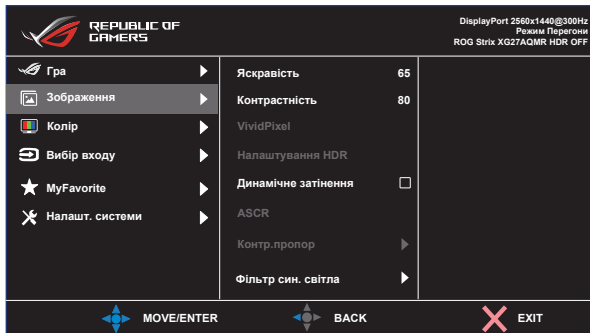 REPUBLIC OF
GAMERS
DisplayPort 2560x1440@300Hz
Режим Перегони
ROG Strix XG27AQMR HDR OFF
Гра
Зображення
Колір
Вибір входу
MyFavorite
Налашт. системи
Яскравість 65
Контрастність 80
VividPixel
Налаштування HDR
Динамічне затінення
ASCR
Контр.пропор
Фільтр син. світла
MOVE/ENTER
BACK
EXIT